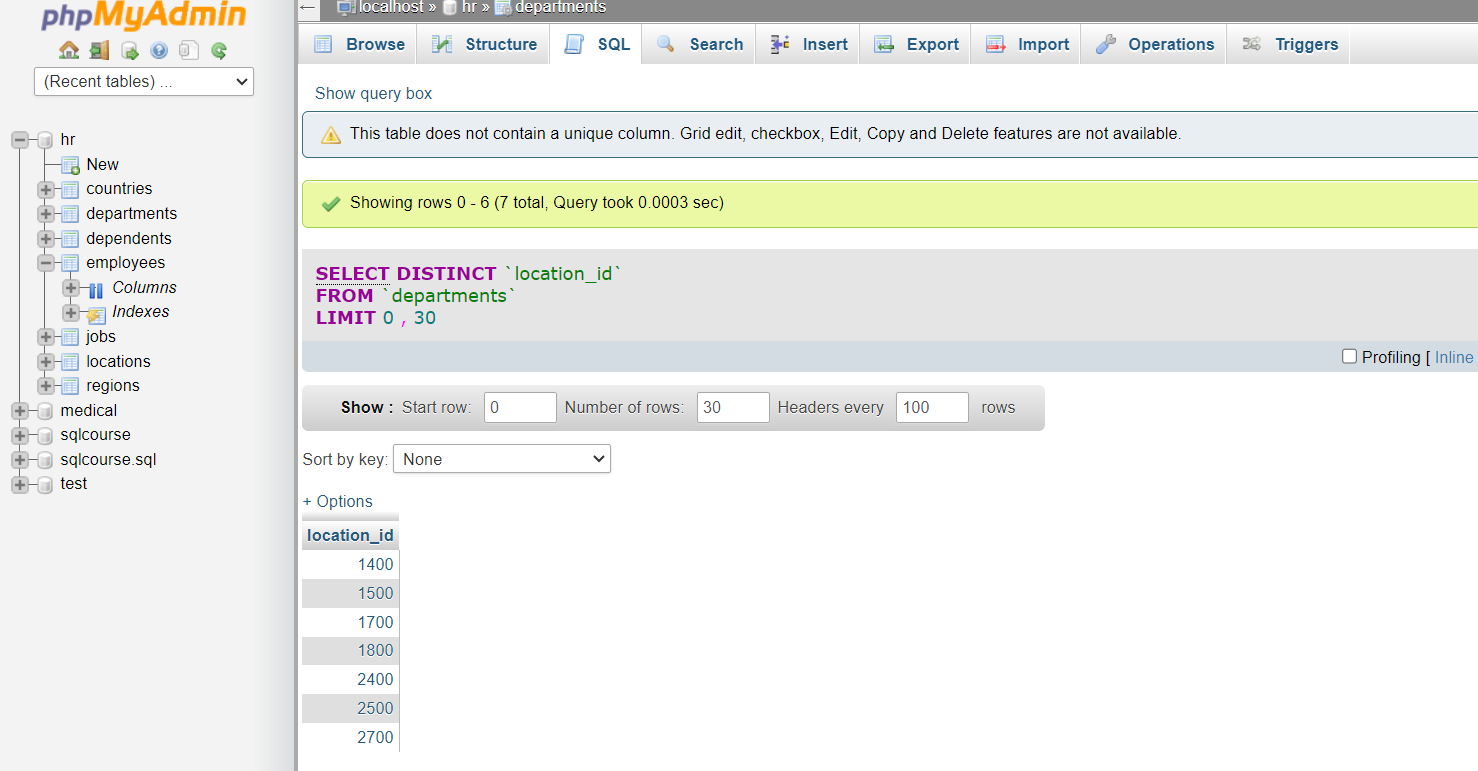 phpMyAdmin
(Recent tables) ...
hr
New
countries
departments
dependents
employees
Columns
Indexes
jobs
locations
regions
medical
sqlcourse
sqlcourse.sql
test
localhost » hr » departments
Browse Structure SQL Search Insert Export Import Operations Triggers
Show query box
This table does not contain a unique column. Grid edit, checkbox, Edit, Copy and Delete features are not available.
Showing rows 0 - 6 (7 total, Query took 0.0003 sec)
SELECT DISTINCT `location_id`
FROM `departments`
LIMIT 0 , 30
Profiling [ Inline
Show : Start row: 0 Number of rows: 30 Headers every 100 rows
Sort by key: None
+ Options
location_id
1400
1500
1700
1800
2400
2500
2700